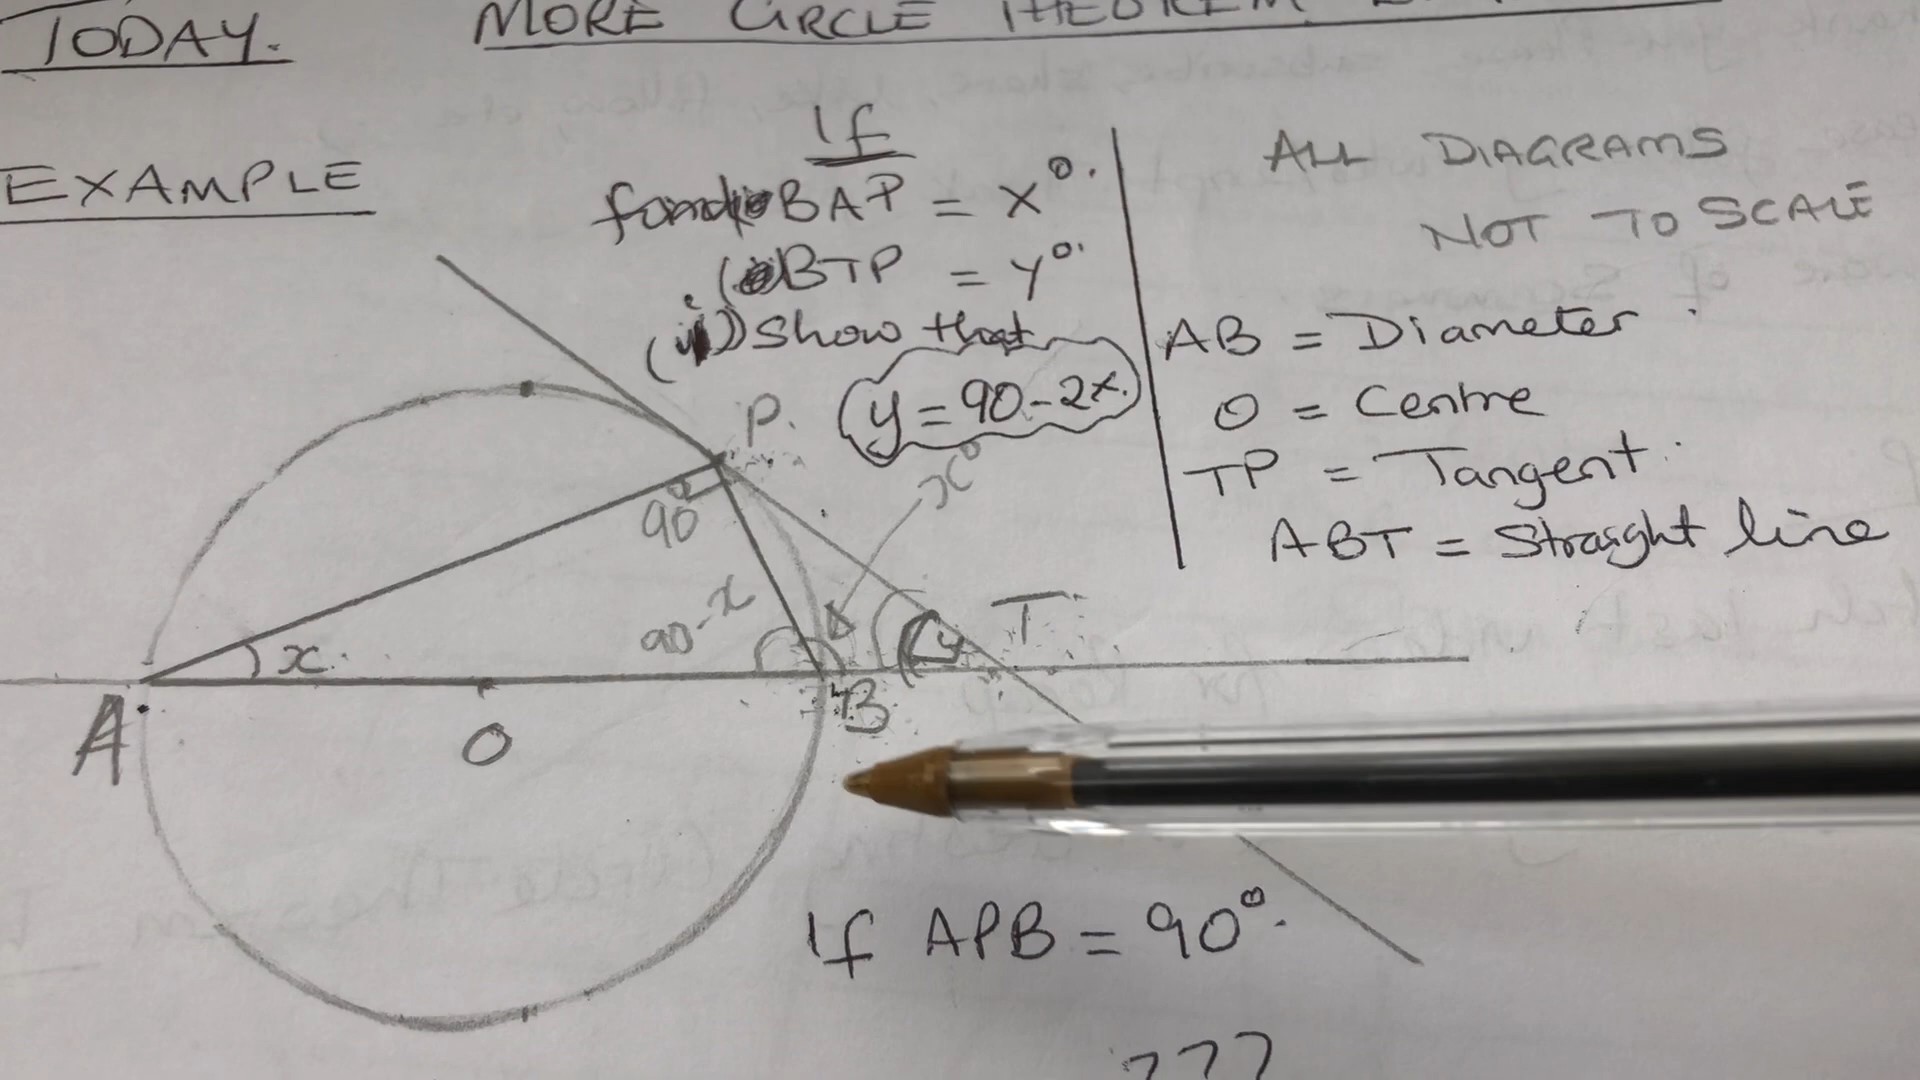 TODAY.
MORE CIRCLE THEOREM
EXAMPLE
If
BAP = x°.
BTP = y°.
Show that
y = 90 - 2x.
ALL DIAGRAMS
NOT TO SCALE
AB = Diameter
O = Centre
TP = Tangent
ABT = Straight line
P.
x°
90°
90-x
x
y
T
A
O
B
If APB = 90°.
???